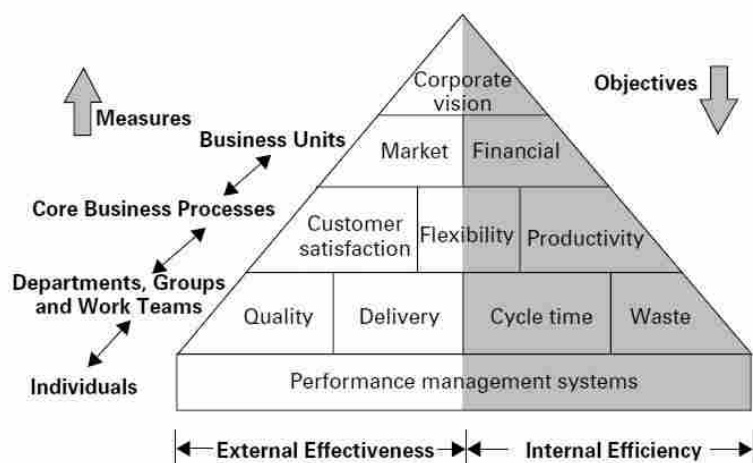 Corporate
vision
Objectives
Measures
Business Units
Market
Financial
Core Business Processes
Customer
satisfaction
Flexibility
Productivity
Departments, Groups
and Work Teams
Quality
Delivery
Cycle time
Waste
Individuals
Performance management systems
External Effectiveness
Internal Efficiency